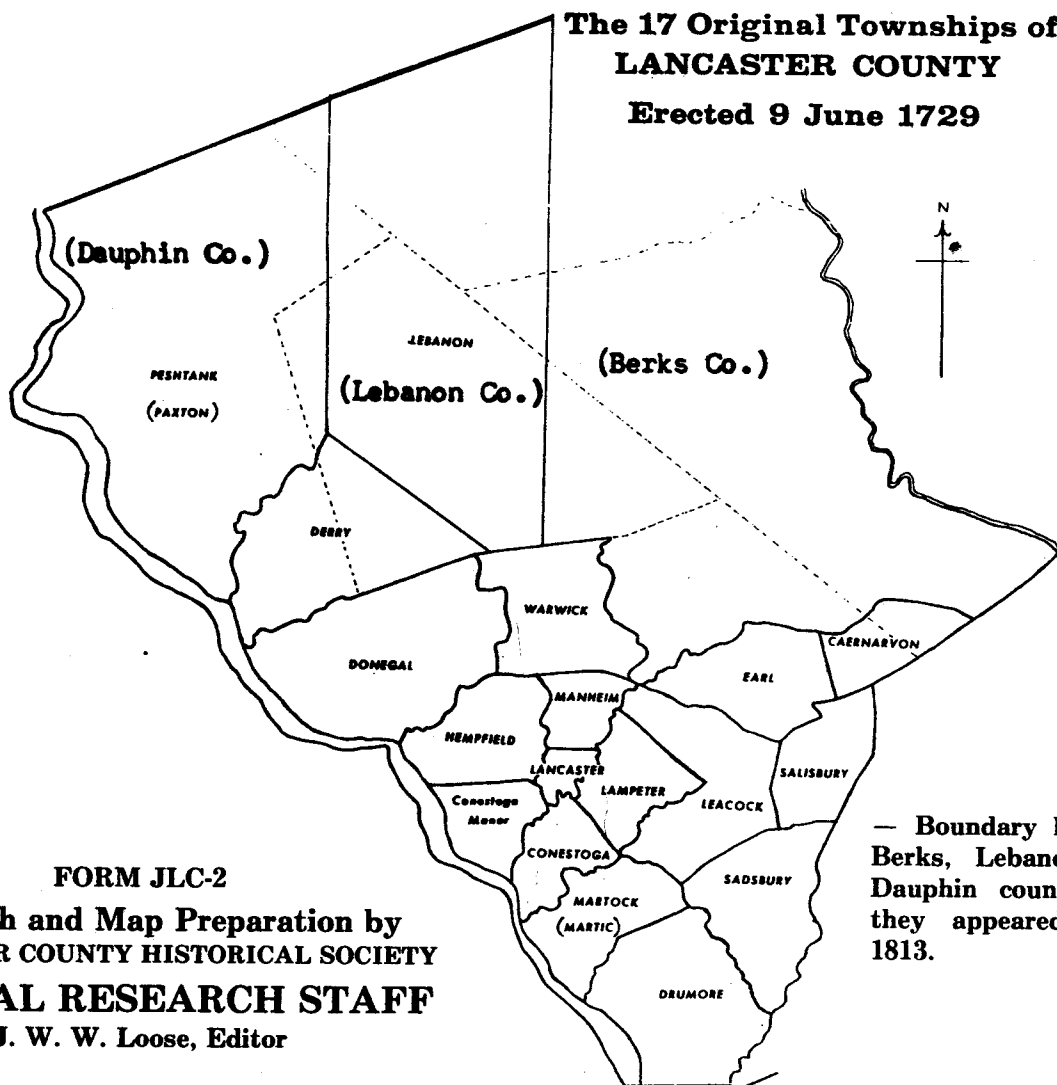 The 17 Original Townships of
LANCASTER COUNTY
Erected 9 June 1729
N
(Dauphin Co.)
LEBANON
(Berks Co.)
PESHTANK
(Lebanon Co.)
(PAXTON)
DERRY
WARWICK
CAERNARVON
DONEGAL
EARL
MANHEIM
HEMPFIELD
LANCASTER
SALISBURY
LAMPETER
Conestoga
Manor
LEACOCK
CONESTOGA
SADSBURY
MARTOCK
(MARTIC)
DRUMORE
— Boundary
Berks, Leban
Dauphin coun
they appeared
1813.
FORM JLC-2
h and Map Preparation by
R COUNTY HISTORICAL SOCIETY
AL RESEARCH STAFF
J. W. W. Loose, Editor